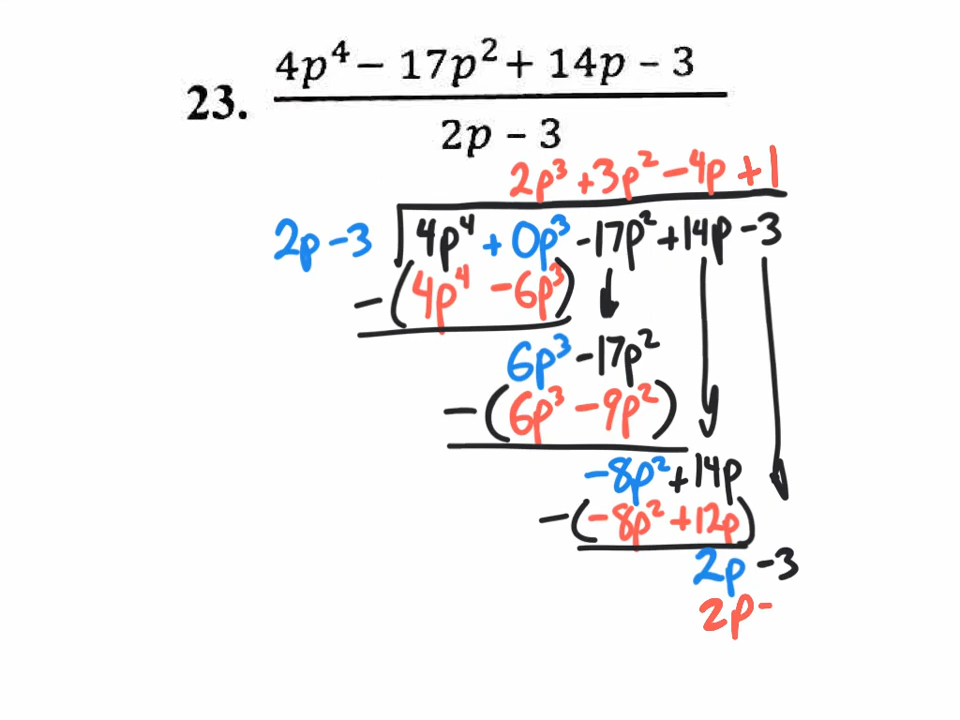 4p⁴ − 17p² + 14p − 3
23.
2p − 3
2p³ +3p² −4p +1
2p −3 4p⁴ + 0p³ -17p² +14p -3
−( 4p⁴ -6p³ )
6p³ -17p²
−( 6p³ −9p² )
-8p² +14p
−( -8p² +12p )
2p -3
2p -